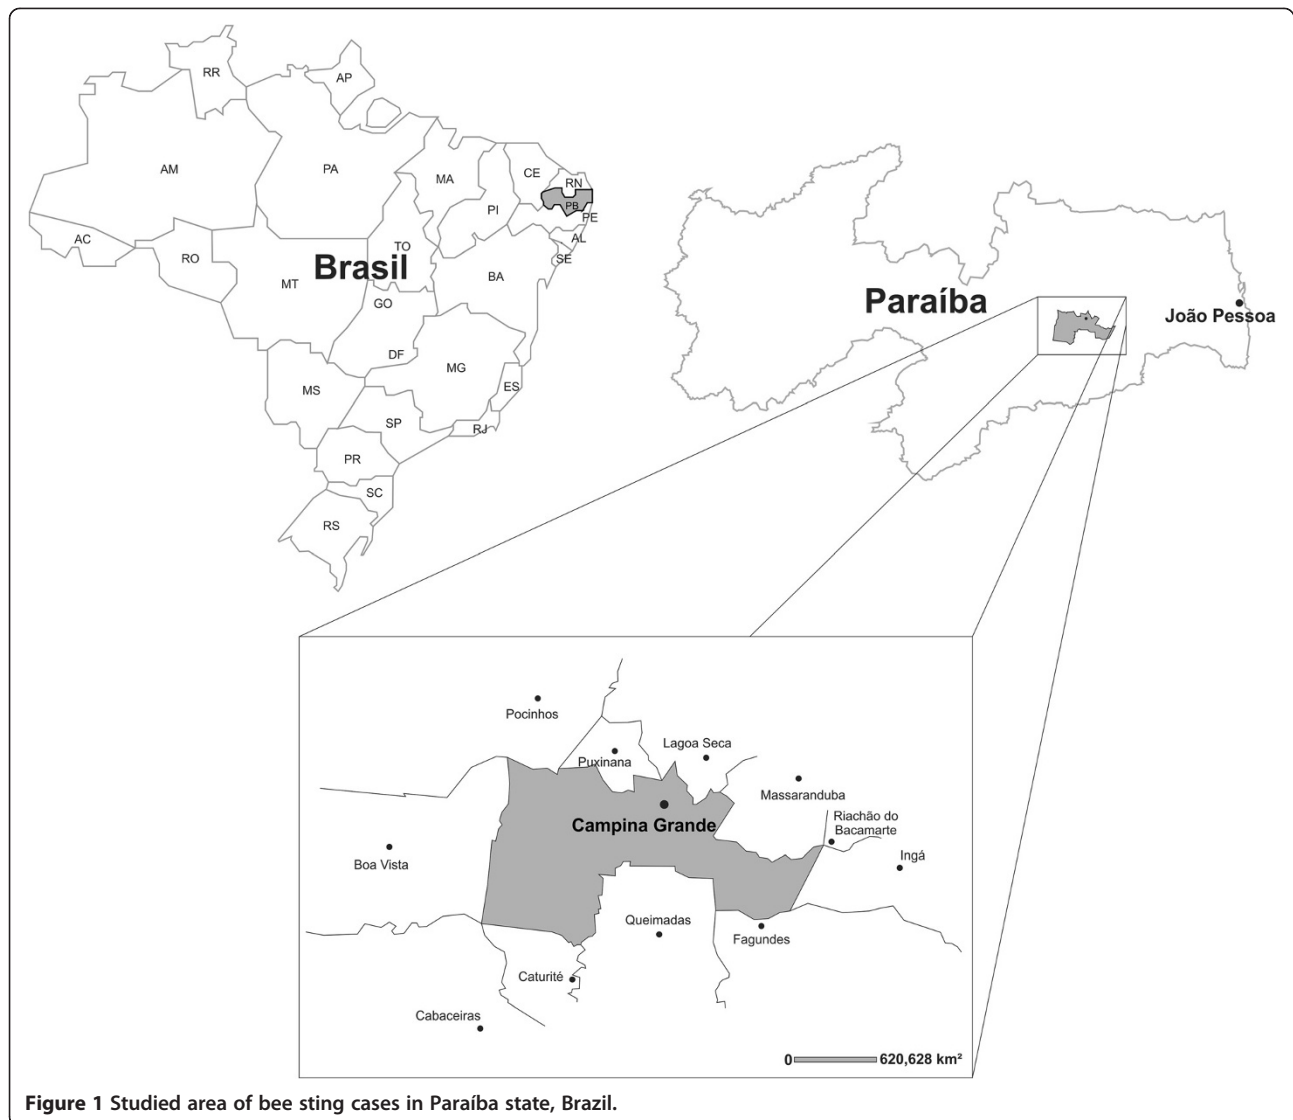 RR
AP
AM
PA
MA
CE
RN
PB
PI
PE
AC
AL
TO
SE
RO
Brasil
MT
BA
GO
DF
MG
MS
ES
SP
RJ
PR
SC
RS
Paraíba
João Pessoa
Pocinhos
Lagoa Seca
Puxinana
Massaranduba
Campina Grande
Riachão do
Bacamarte
Boa Vista
Ingá
Queimadas
Fagundes
Caturité
Cabaceiras
0 620,628 km²
Figure 1 Studied area of bee sting cases in Paraíba state, Brazil.